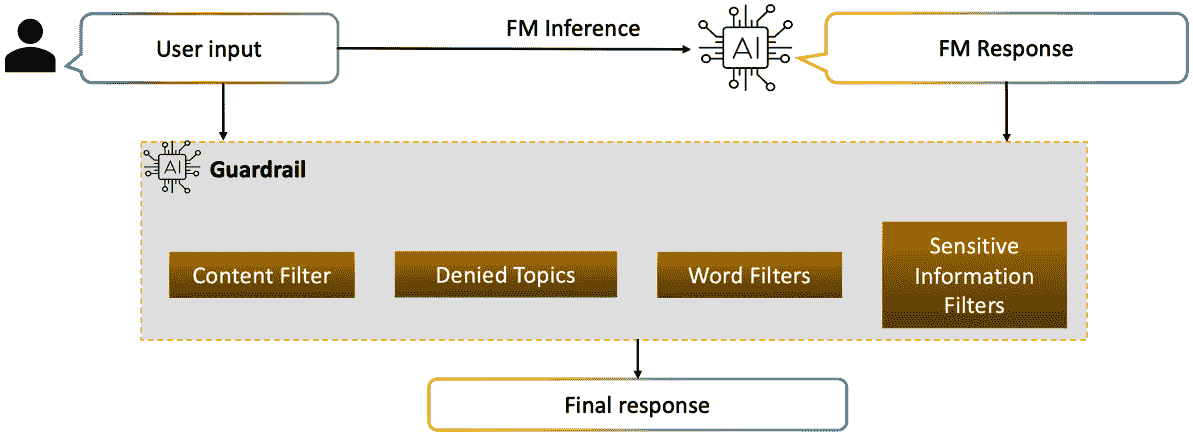 User input
FM Inference
AI
FM Response
AI
Guardrail
Content Filter
Denied Topics
Word Filters
Sensitive
Information
Filters
Final response